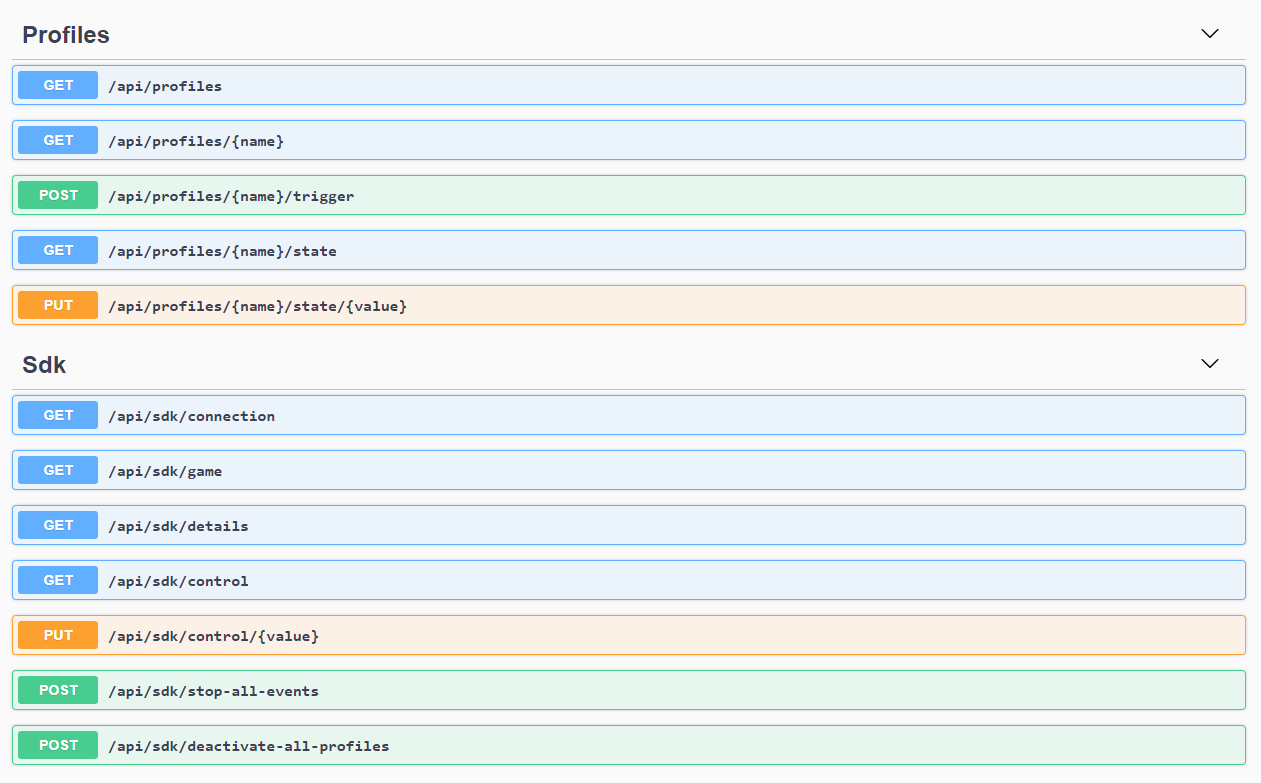 Profiles
GET /api/profiles
GET /api/profiles/{name}
POST /api/profiles/{name}/trigger
GET /api/profiles/{name}/state
PUT /api/profiles/{name}/state/{value}
Sdk
GET /api/sdk/connection
GET /api/sdk/game
GET /api/sdk/details
GET /api/sdk/control
PUT /api/sdk/control/{value}
POST /api/sdk/stop-all-events
POST /api/sdk/deactivate-all-profiles